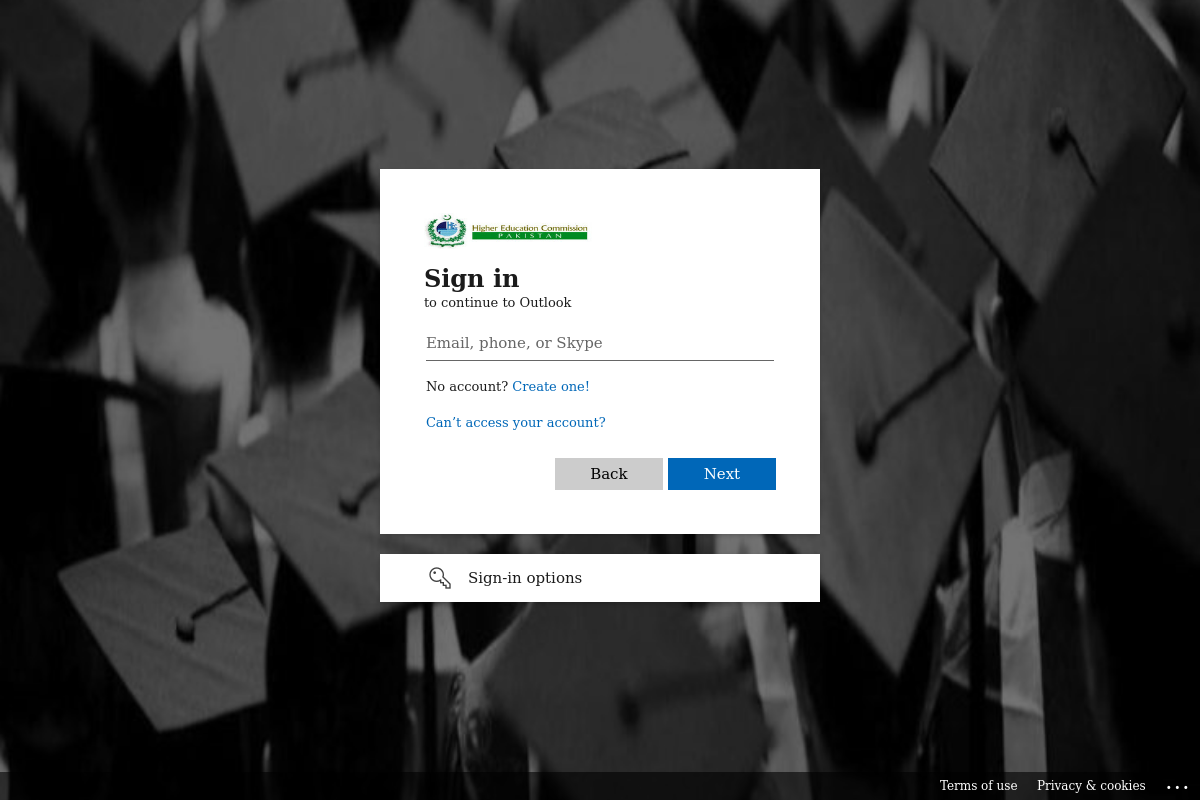 Higher Education Commission
PAKISTAN
Sign in
to continue to Outlook
Email, phone, or Skype
No account? Create one!
Can’t access your account?
Back
Next
Sign-in options
Terms of use
Privacy & cookies
...